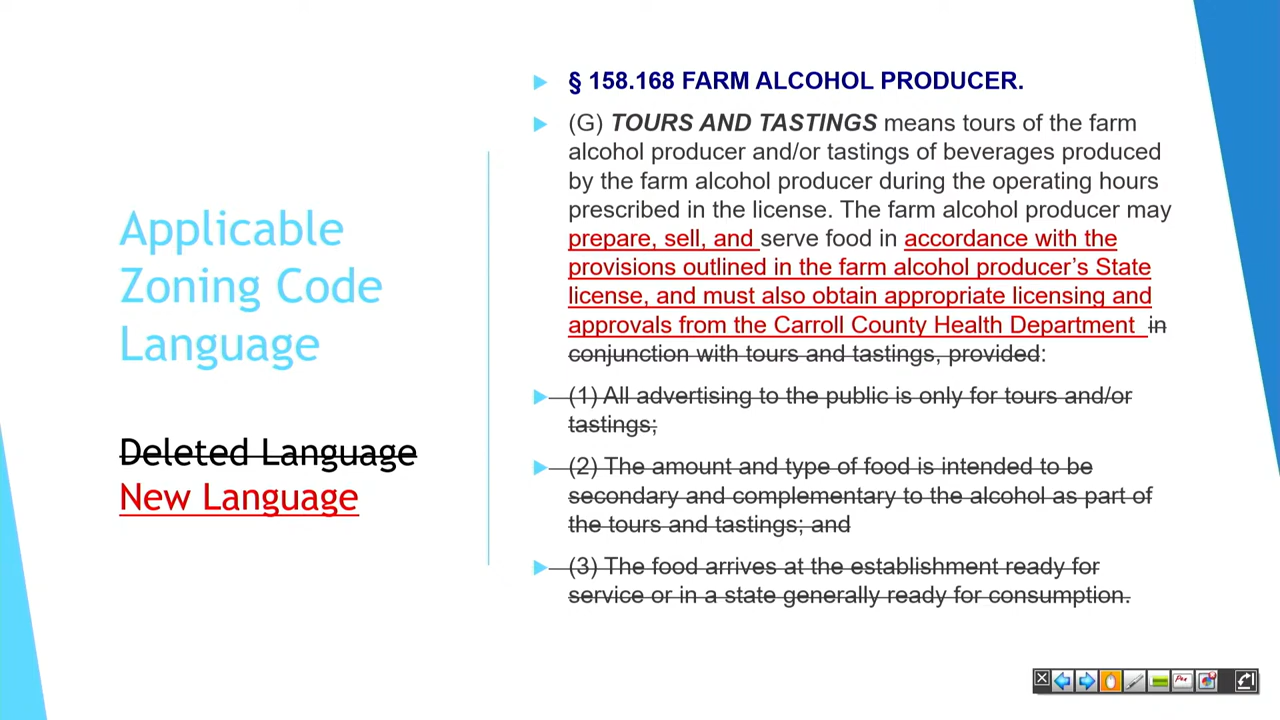 Applicable
Zoning Code
Language
Deleted Language
New Language
§ 158.168 FARM ALCOHOL PRODUCER.
(G) TOURS AND TASTINGS means tours of the farm
alcohol producer and/or tastings of beverages produced
by the farm alcohol producer during the operating hours
prescribed in the license. The farm alcohol producer may
prepare, sell, and serve food in accordance with the
provisions outlined in the farm alcohol producer’s State
license, and must also obtain appropriate licensing and
approvals from the Carroll County Health Department in
conjunction with tours and tastings, provided:
(1) All advertising to the public is only for tours and/or
tastings;
(2) The amount and type of food is intended to be
secondary and complementary to the alcohol as part of
the tours and tastings; and
(3) The food arrives at the establishment ready for
service or in a state generally ready for consumption.